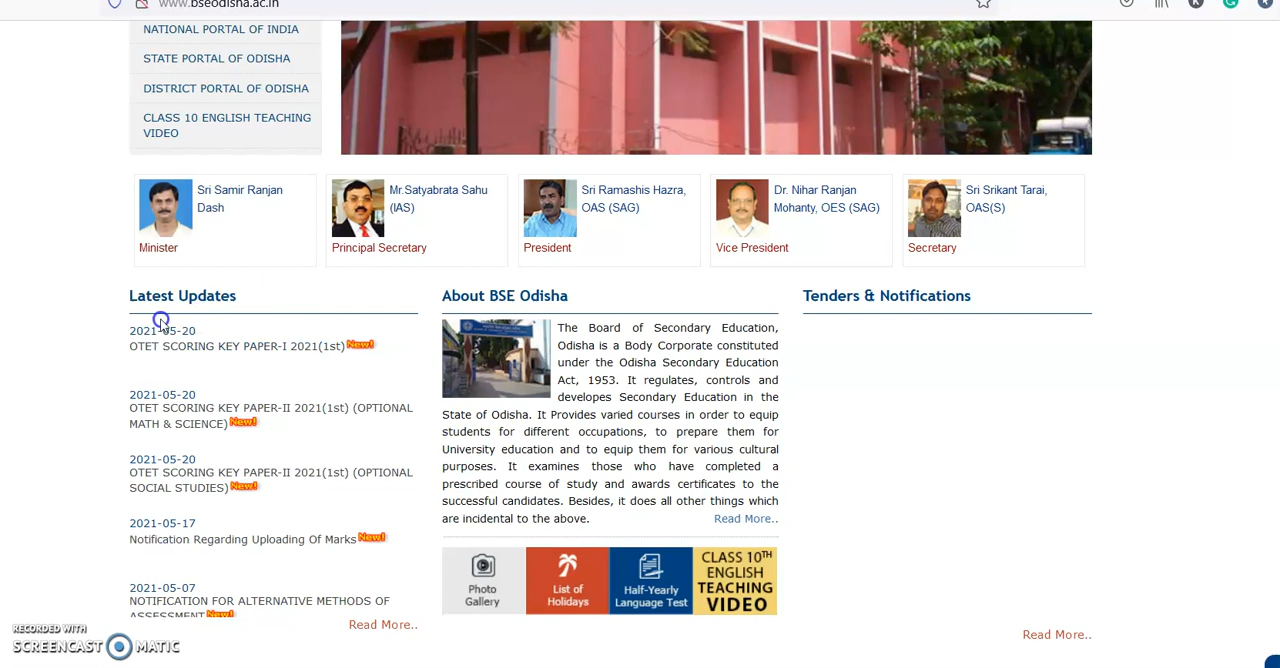 www.bseodisha.ac.in
NATIONAL PORTAL OF INDIA
STATE PORTAL OF ODISHA
DISTRICT PORTAL OF ODISHA
CLASS 10 ENGLISH TEACHING
VIDEO
Sri Samir Ranjan
Dash
Minister
Mr.Satyabrata Sahu
(IAS)
Principal Secretary
Sri Ramashis Hazra,
OAS (SAG)
President
Dr. Nihar Ranjan
Mohanty, OES (SAG)
Vice President
Sri Srikant Tarai,
OAS(S)
Secretary
Latest Updates
2021-05-20
OTET SCORING KEY PAPER-I 2021(1st) New!
2021-05-20
OTET SCORING KEY PAPER-II 2021(1st) (OPTIONAL
MATH & SCIENCE) New!
2021-05-20
OTET SCORING KEY PAPER-II 2021(1st) (OPTIONAL
SOCIAL STUDIES) New!
2021-05-17
Notification Regarding Uploading Of Marks New!
2021-05-07
NOTIFICATION FOR ALTERNATIVE METHODS OF
ASSESSMENT New!
Read More..
About BSE Odisha
The Board of Secondary Education,
Odisha is a Body Corporate constituted
under the Odisha Secondary Education
Act, 1953. It regulates, controls and
developes Secondary Education in the
State of Odisha. It Provides varied courses in order to equip
students for different occupations, to prepare them for
University education and to equip them for various cultural
purposes. It examines those who have completed a
prescribed course of study and awards certificates to the
successful candidates. Besides, it does all other things which
are incidental to the above. Read More..
Photo
Gallery
List of
Holidays
Half-Yearly
Language Test
CLASS 10TH
ENGLISH
TEACHING
VIDEO
Tenders & Notifications
Read More..
RECORDED WITH
SCREENCAST MATIC